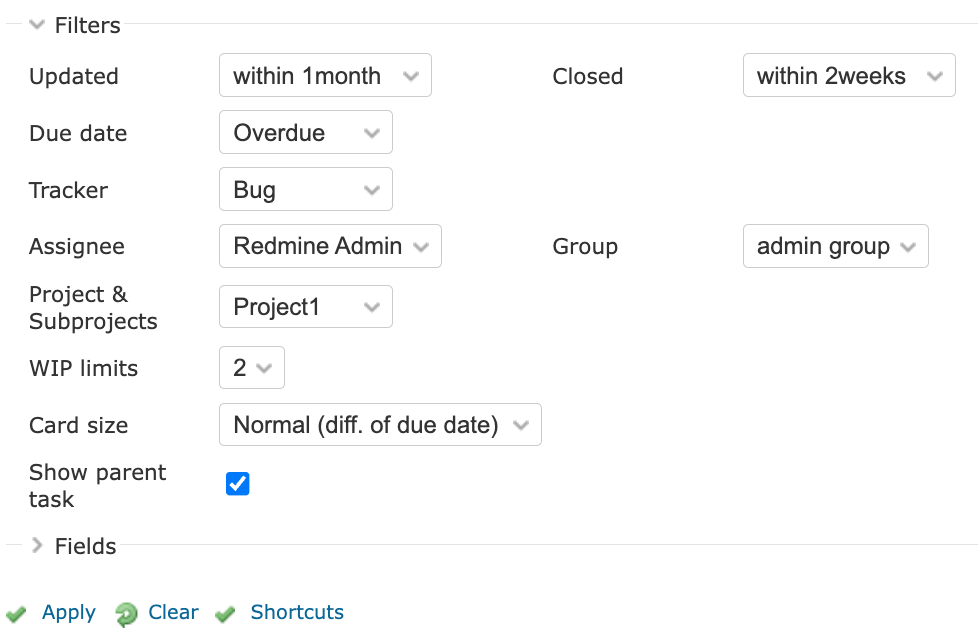 Filters
Updated within 1month Closed within 2weeks
Due date Overdue
Tracker Bug
Assignee Redmine Admin Group admin group
Project &
Subprojects Project1
WIP limits 2
Card size Normal (diff. of due date)
Show parent
task
Fields
Apply Clear Shortcuts